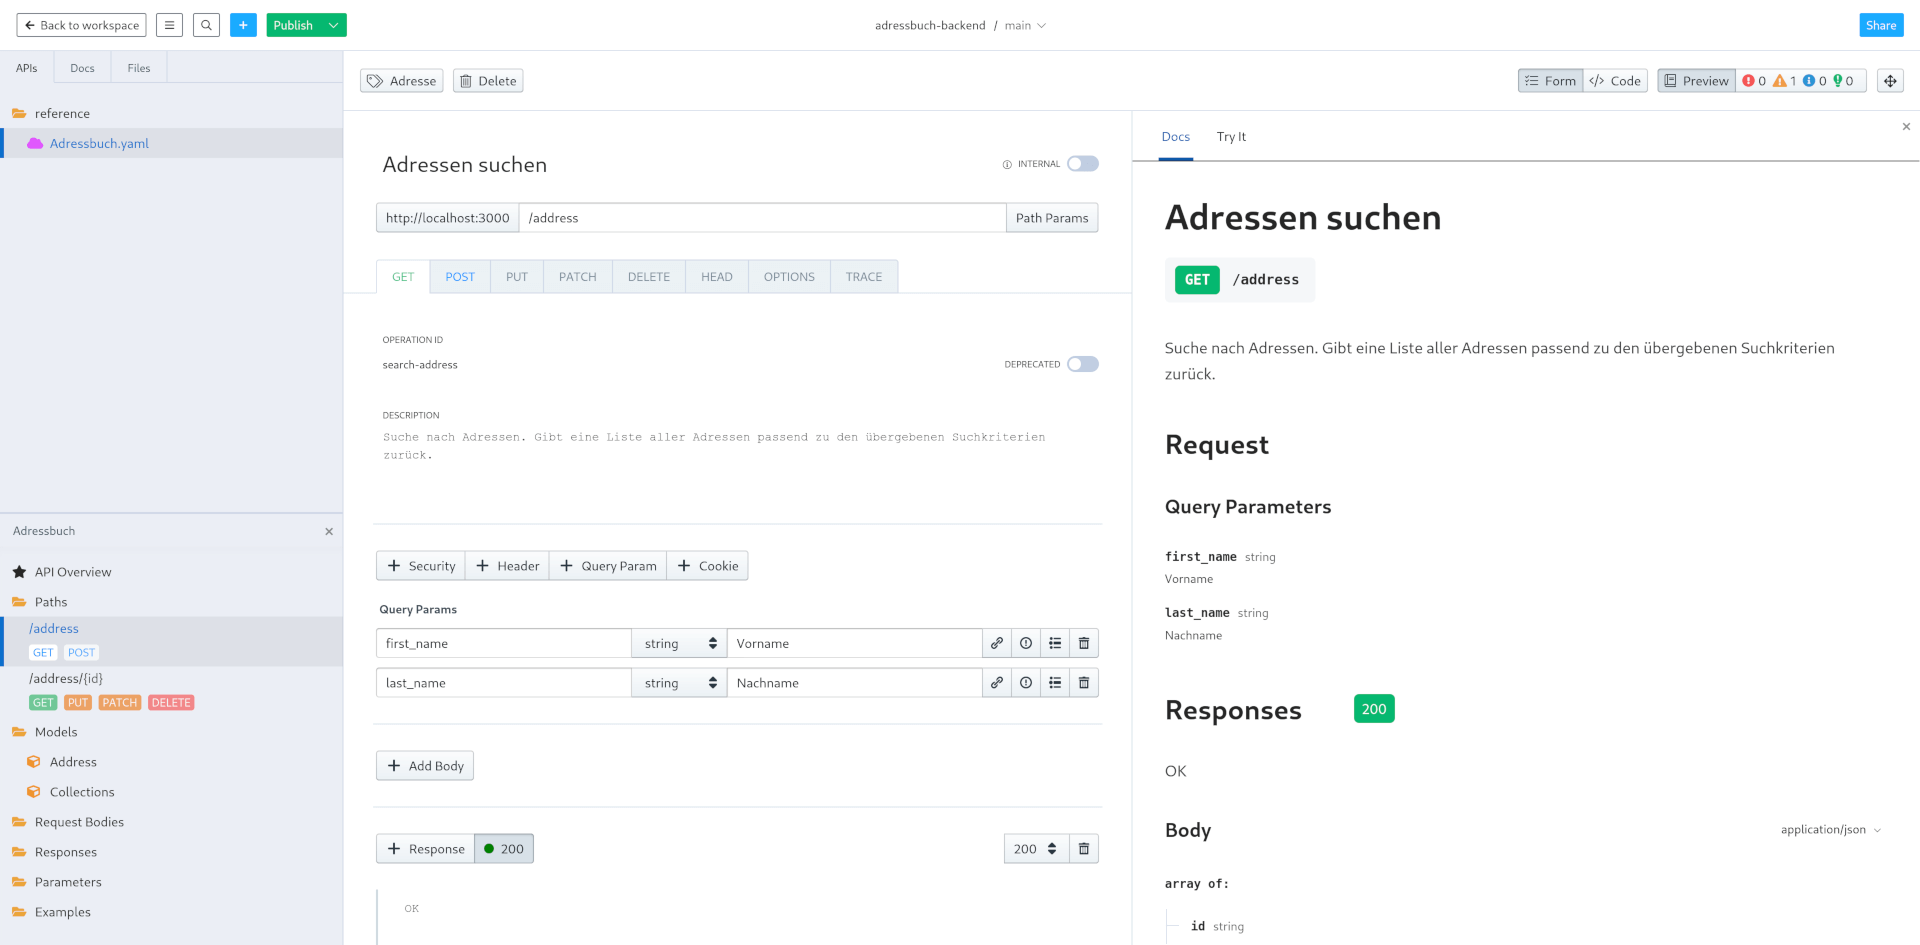 Back to workspace
Publish
adressbuch-backend / main
Share
APIs Docs Files
reference
Adressbuch.yaml
Adressbuch
API Overview
Paths
/address
GET POST
/address/{id}
GET PUT PATCH DELETE
Models
Address
Collections
Request Bodies
Responses
Parameters
Examples
Adresse Delete
Form </> Code Preview 0 1 0 0
Adressen suchen
INTERNAL
http://localhost:3000 /address Path Params
GET POST PUT PATCH DELETE HEAD OPTIONS TRACE
OPERATION ID
search-address
DEPRECATED
DESCRIPTION
Suche nach Adressen. Gibt eine Liste aller Adressen passend zu den übergebenen Suchkriterien
zurück.
+ Security + Header + Query Param + Cookie
Query Params
first_name string Vorname
last_name string Nachname
+ Add Body
+ Response 200 200
OK
Docs Try It
Adressen suchen
GET /address
Suche nach Adressen. Gibt eine Liste aller Adressen passend zu den übergebenen Suchkriterien
zurück.
Request
Query Parameters
first_name string
Vorname
last_name string
Nachname
Responses 200
OK
Body application/json
array of:
id string